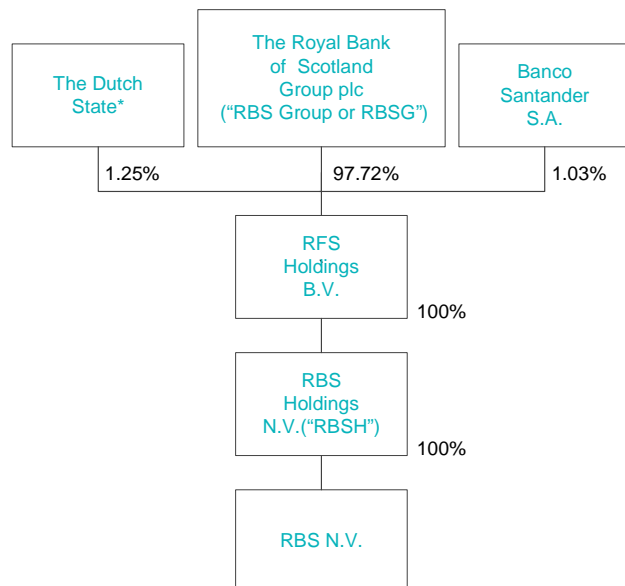 The Dutch
State*
The Royal Bank
of Scotland
Group plc
(“RBS Group or RBSG”)
Banco
Santander
S.A.
1.25%
97.72%
1.03%
RFS
Holdings
B.V.
100%
RBS
Holdings
N.V.(“RBSH”)
100%
RBS N.V.